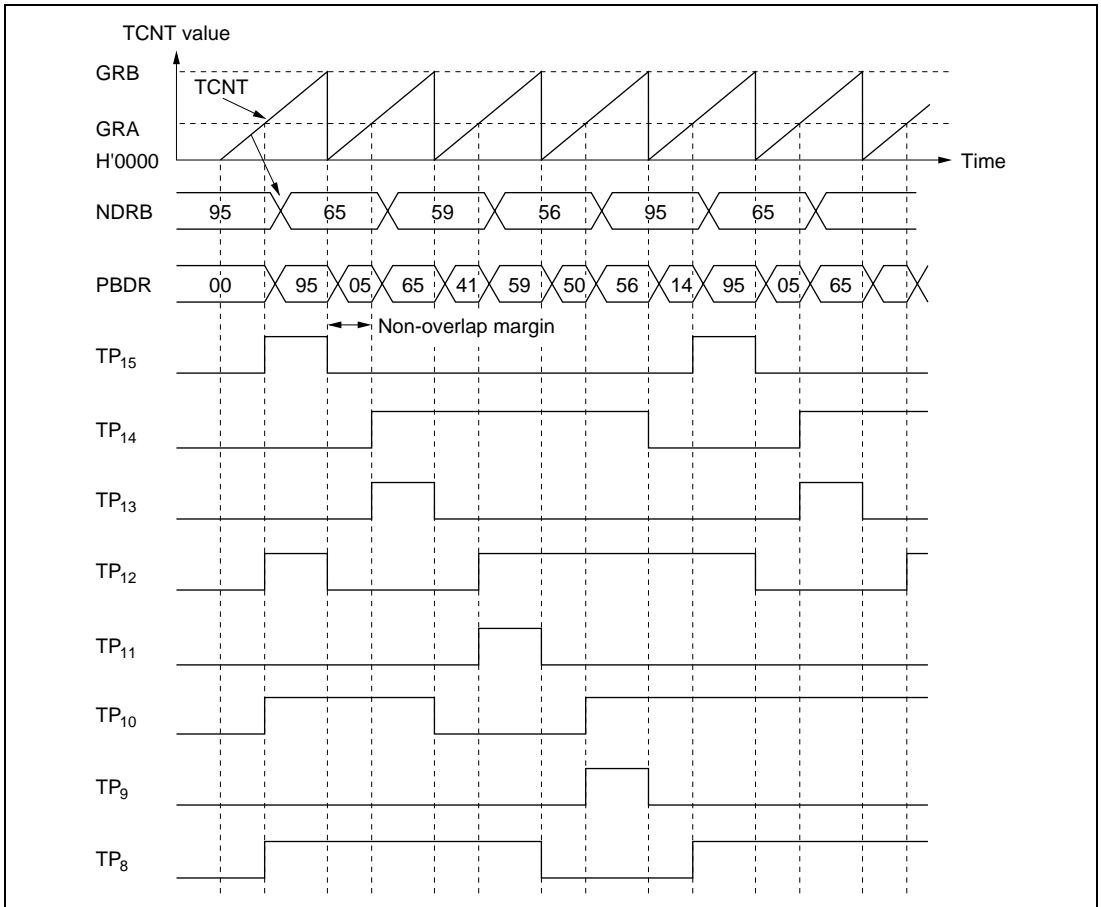 TCNT value
GRB
TCNT
GRA
H'0000
Time
NDRB 95 65 59 56 95 65
PBDR 00 95 05 65 41 59 50 56 14 95 05 65
Non-overlap margin
TP15
TP14
TP13
TP12
TP11
TP10
TP9
TP8